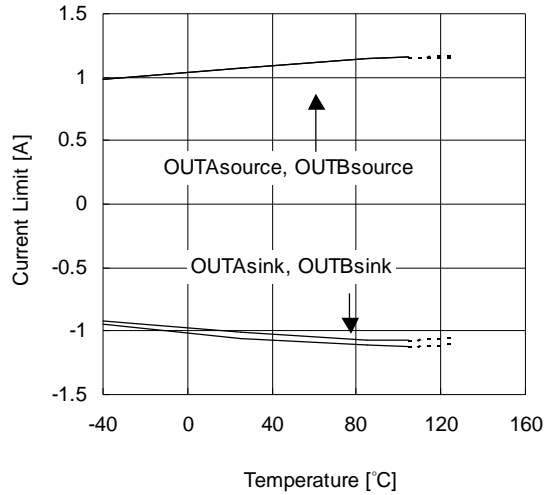 1.5
1
0.5
0
-0.5
-1
-1.5
Current Limit [A]
OUTAsource, OUTBsource
OUTAsink, OUTBsink
-40 0 40 80 120 160
Temperature [°C]